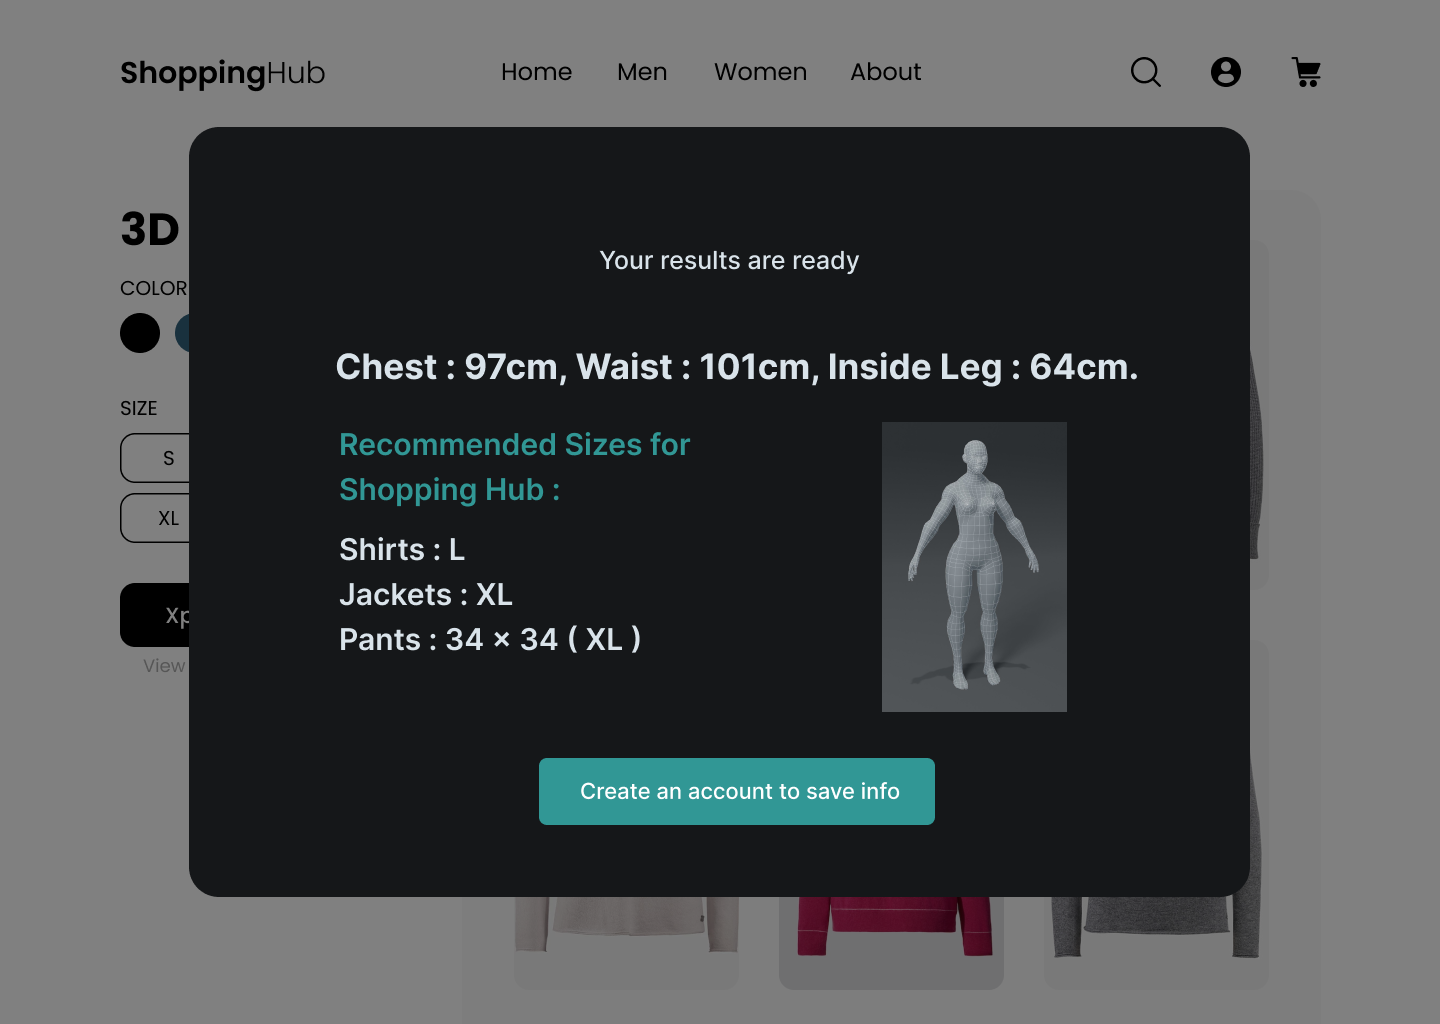 ShoppingHub Home Men Women About
3D
COLOR
SIZE
S
XL
Xp
View
Your results are ready
Chest : 97cm, Waist : 101cm, Inside Leg : 64cm.
Recommended Sizes for
Shopping Hub :
Shirts : L
Jackets : XL
Pants : 34 × 34 ( XL )
Create an account to save info